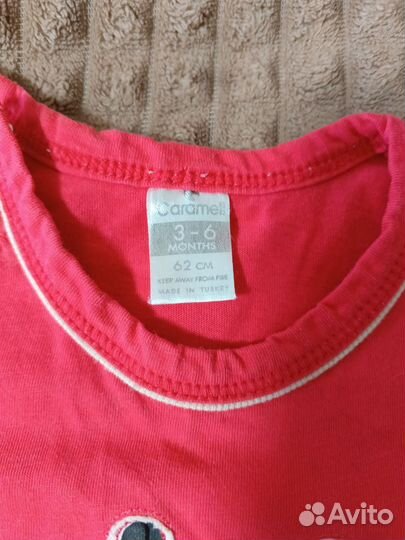 Caramell
3-6
MONTHS
62 CM
KEEP AWAY FROM FIRE
MADE IN TURKEY
Avito